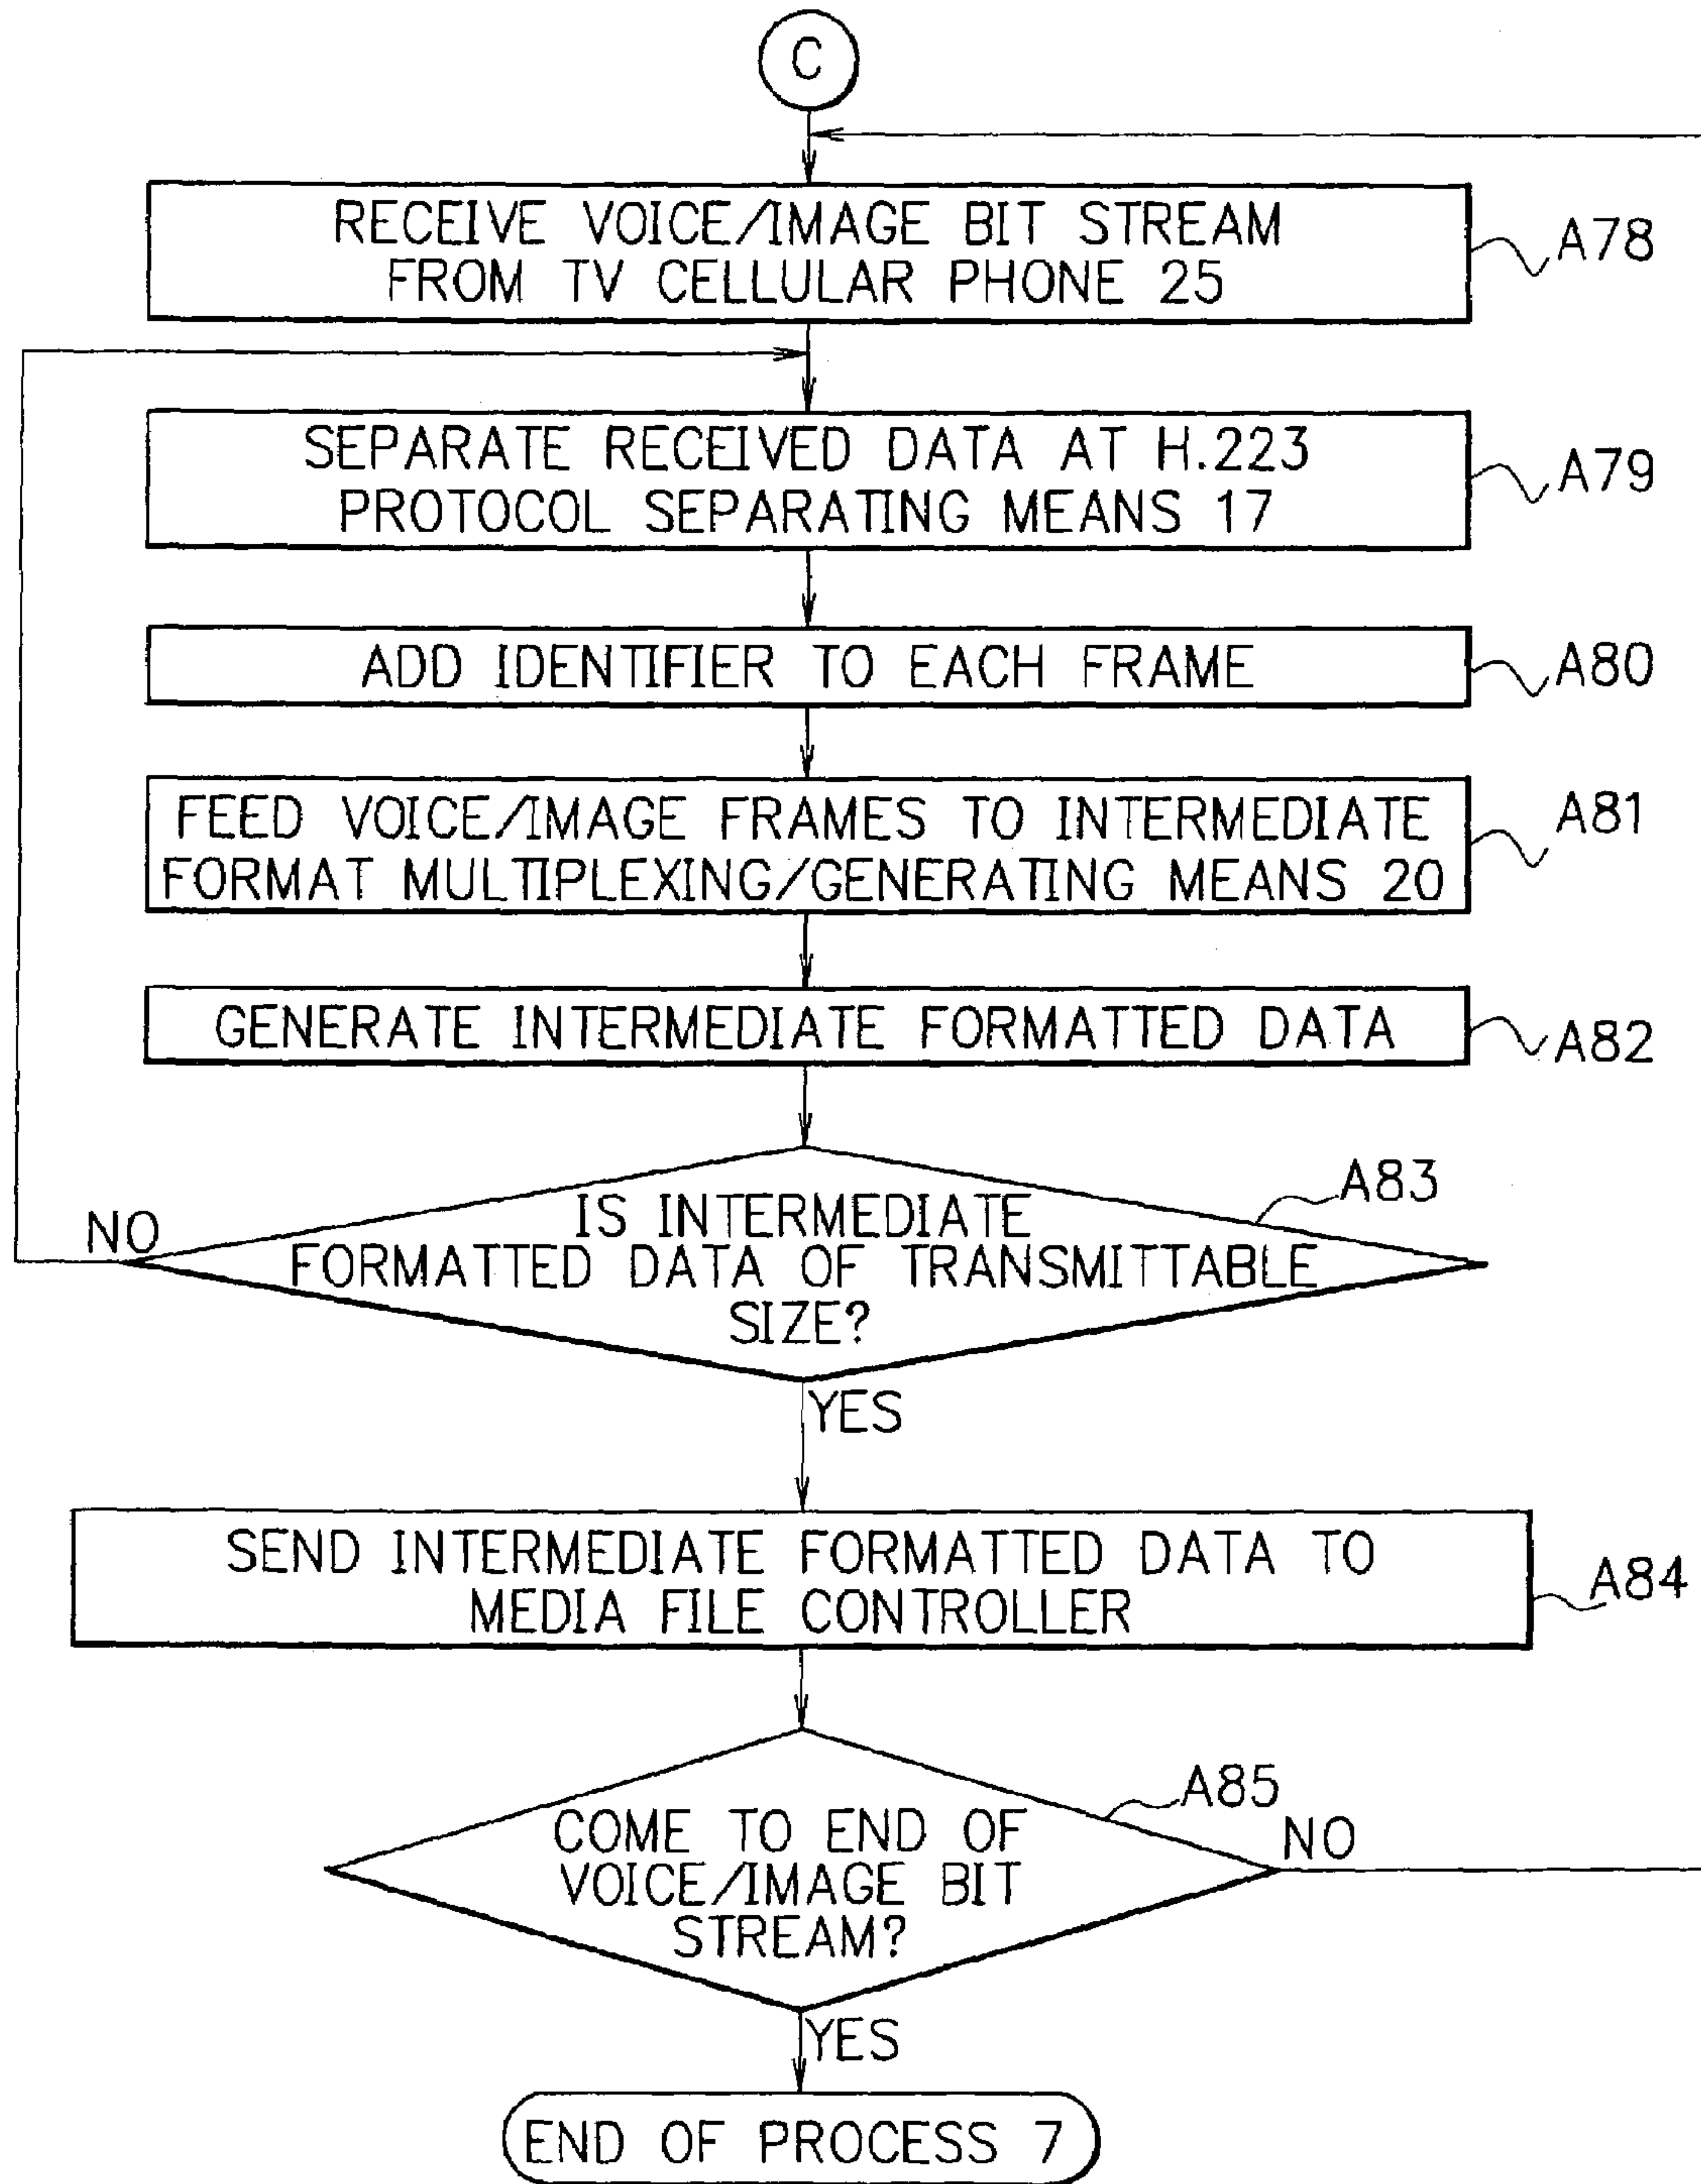 C
RECEIVE VOICE/IMAGE BIT STREAM
FROM TV CELLULAR PHONE 25
A78
SEPARATE RECEIVED DATA AT H.223
PROTOCOL SEPARATING MEANS 17
A79
ADD IDENTIFIER TO EACH FRAME
A80
FEED VOICE/IMAGE FRAMES TO INTERMEDIATE
FORMAT MULTIPLEXING/GENERATING MEANS 20
A81
GENERATE INTERMEDIATE FORMATTED DATA
A82
A83
NO
IS INTERMEDIATE
FORMATTED DATA OF TRANSMITTABLE
SIZE?
YES
SEND INTERMEDIATE FORMATTED DATA TO
MEDIA FILE CONTROLLER
A84
A85
COME TO END OF
VOICE/IMAGE BIT
STREAM?
NO
YES
END OF PROCESS 7